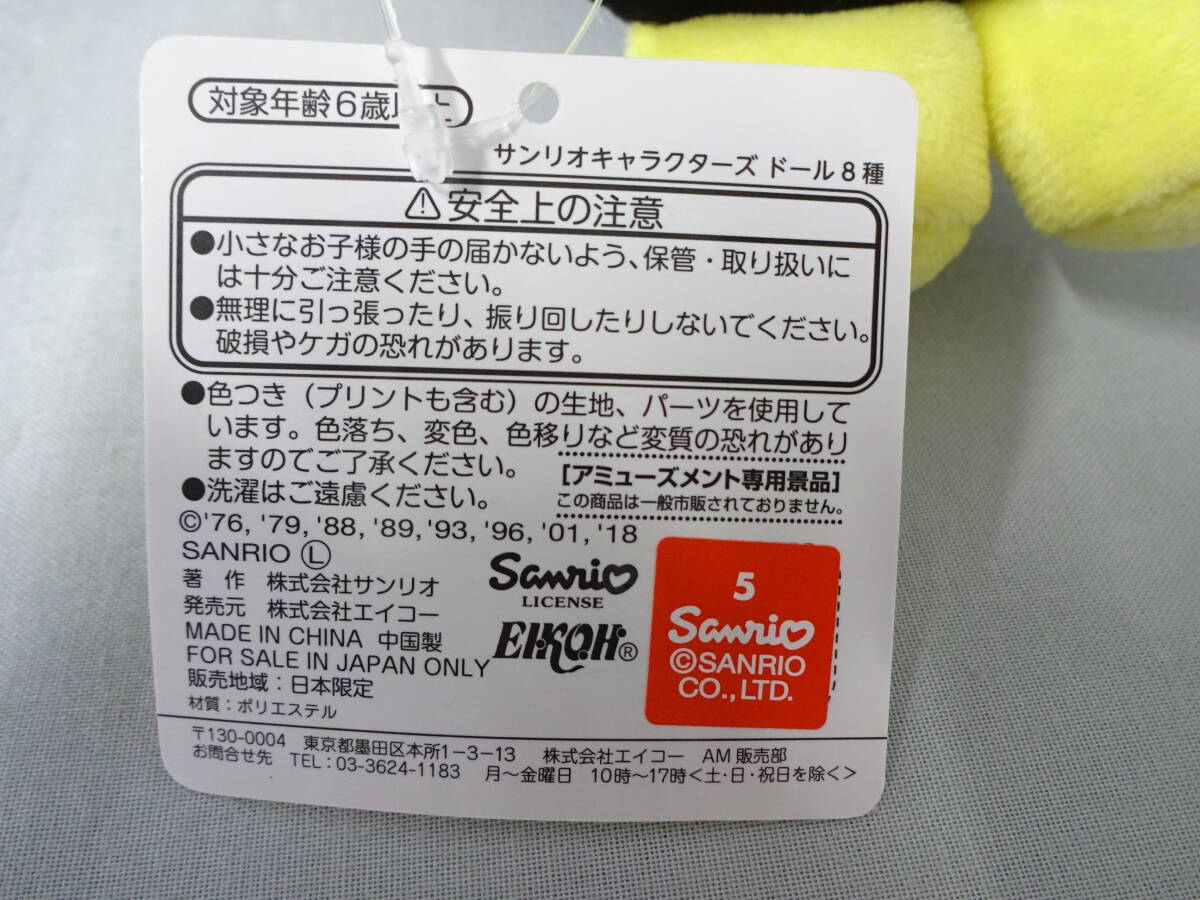 対象年齢6歳以上
サンリオキャラクターズ ドール8種
⚠安全上の注意
●小さなお子様の手の届かないよう、保管・取り扱いに
は十分ご注意ください。
●無理に引っ張ったり、振り回したりしないでください。
破損やケガの恐れがあります。
●色つき（プリントも含む）の生地、パーツを使用して
います。色落ち、変色、色移りなど変質の恐れがあり
ますのでご了承ください。
●洗濯はご遠慮ください。
[アミューズメント専用景品]
この商品は一般市販されておりません。
©'76, '79, '88, '89, '93, '96, '01, '18
SANRIO Ⓛ
著 作 株式会社サンリオ
発売元 株式会社エイコー
MADE IN CHINA 中国製
FOR SALE IN JAPAN ONLY
販売地域：日本限定
材質：ポリエステル
Sanrio
LICENSE
EIKOH®
5
Sanrio
©SANRIO
CO.,LTD.
〒130-0004 東京都墨田区本所1-3-13 株式会社エイコー AM販売部
お問合せ先 TEL：03-3624-1183 月～金曜日 10時～17時<土・日・祝日を除く>